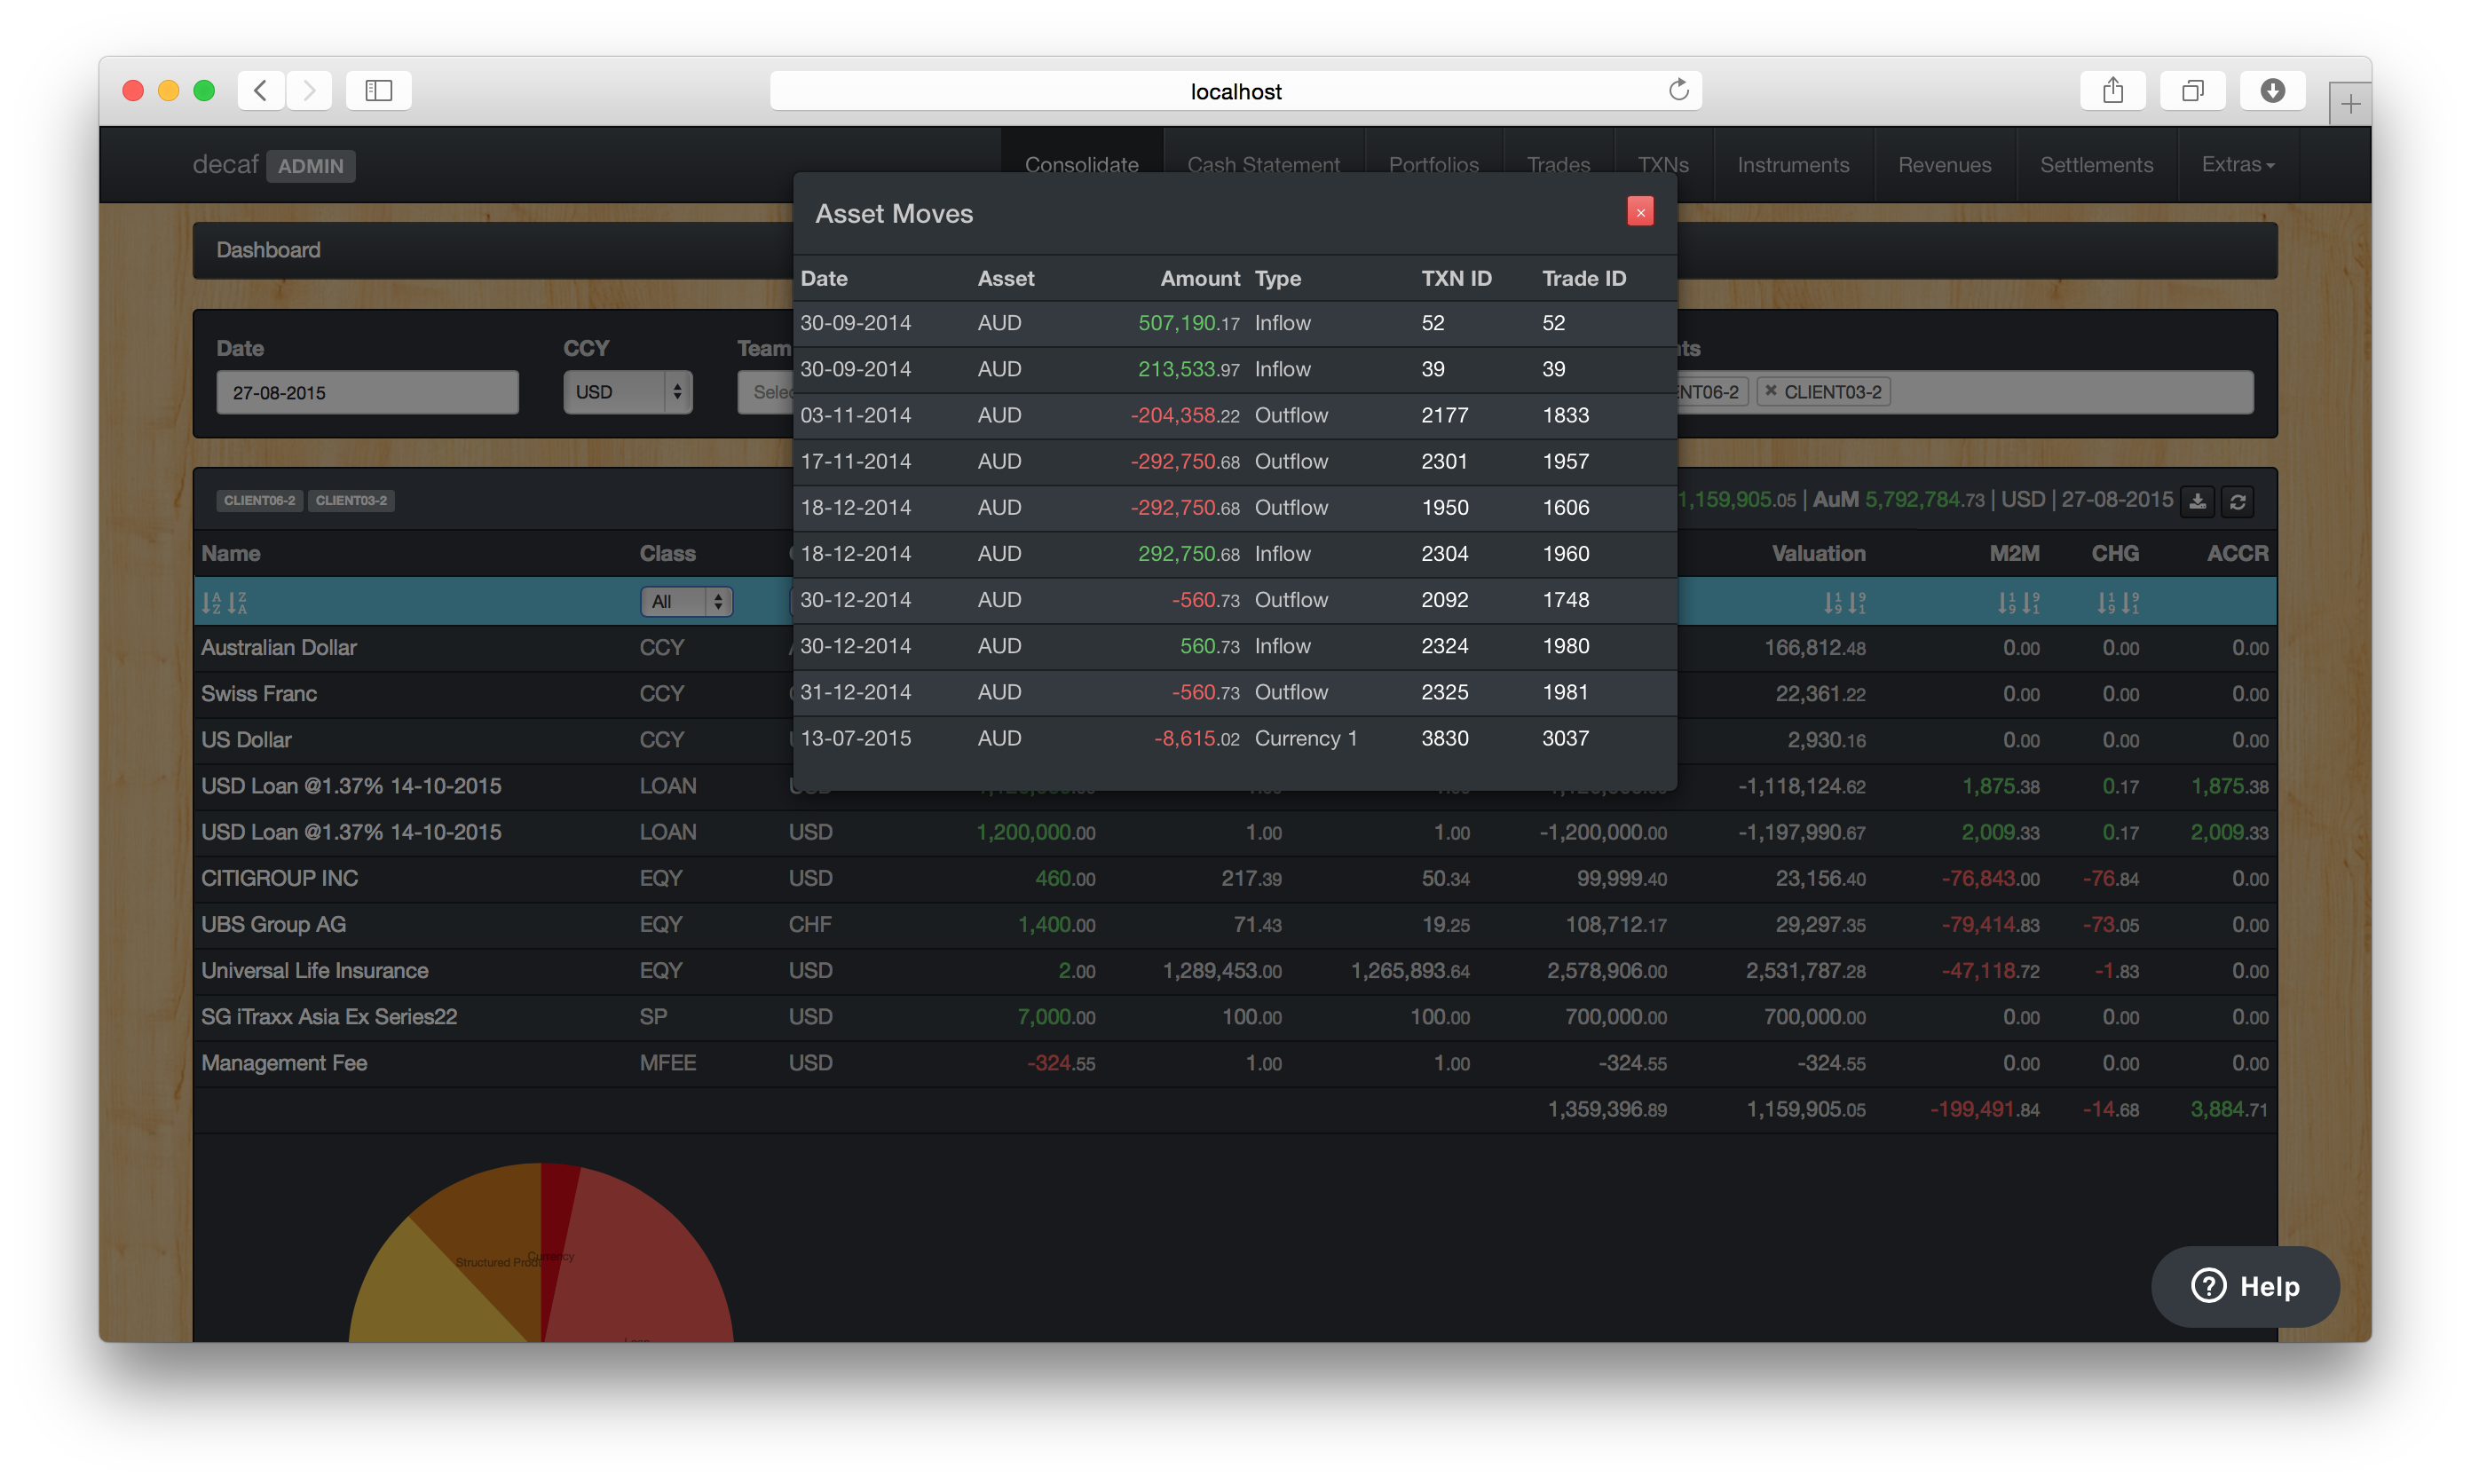 localhost
decaf ADMIN Consolidate Cash Statement Portfolios Trades TXNs Instruments Revenues Settlements Extras
Asset Moves ×
Dashboard
Date Asset Amount Type TXN ID Trade ID
30-09-2014 AUD 507,190.17 Inflow 52 52
Date CCY Team
30-09-2014 AUD 213,533.97 Inflow 39 39
27-08-2015 USD CLIENT03-2
03-11-2014 AUD -204,358.22 Outflow 2177 1833
17-11-2014 AUD -292,750.68 Outflow 2301 1957
CLIENT06-2 CLIENT03-2 1,159,905.05 | AuM 5,792,784.73 | USD | 27-08-2015
18-12-2014 AUD -292,750.68 Outflow 1950 1606
Name Class Valuation M2M CHG ACCR
18-12-2014 AUD 292,750.68 Inflow 2304 1960
All
30-12-2014 AUD -560.73 Outflow 2092 1748
Australian Dollar CCY 166,812.48 0.00 0.00 0.00
30-12-2014 AUD 560.73 Inflow 2324 1980
Swiss Franc CCY 22,361.22 0.00 0.00 0.00
31-12-2014 AUD -560.73 Outflow 2325 1981
US Dollar CCY 2,930.16 0.00 0.00 0.00
13-07-2015 AUD -8,615.02 Currency 1 3830 3037
USD Loan @1.37% 14-10-2015 LOAN -1,118,124.62 1,875.38 0.17 1,875.38
USD Loan @1.37% 14-10-2015 LOAN USD 1,200,000.00 1.00 1.00 -1,200,000.00 -1,197,990.67 2,009.33 0.17 2,009.33
CITIGROUP INC EQY USD 460.00 217.39 50.34 99,999.40 23,156.40 -76,843.00 -76.84 0.00
UBS Group AG EQY CHF 1,400.00 71.43 19.25 108,712.17 29,297.35 -79,414.83 -73.05 0.00
Universal Life Insurance EQY USD 2.00 1,289,453.00 1,265,893.64 2,578,906.00 2,531,787.28 -47,118.72 -1.83 0.00
SG iTraxx Asia Ex Series22 SP USD 7,000.00 100.00 100.00 700,000.00 700,000.00 0.00 0.00 0.00
Management Fee MFEE USD -324.55 1.00 1.00 -324.55 -324.55 0.00 0.00 0.00
1,359,396.89 1,159,905.05 -199,491.84 -14.68 3,884.71
Currency
Structured
Help